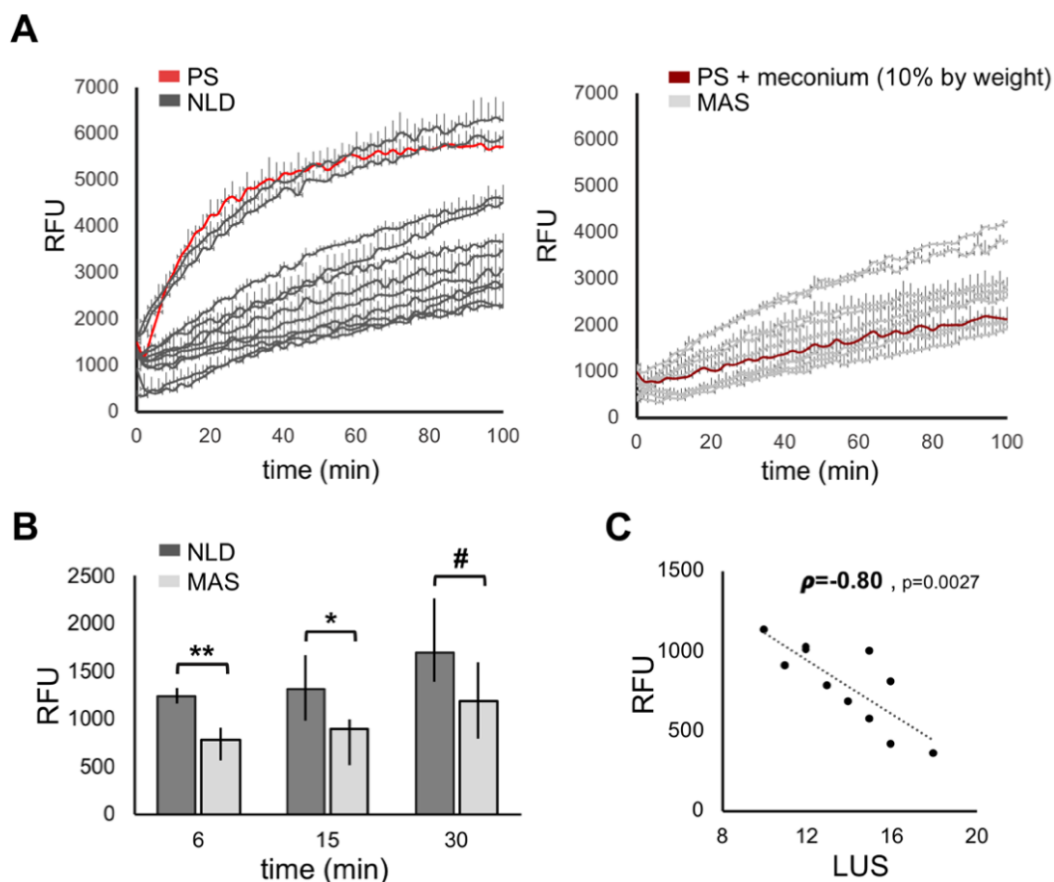 A
PS
NLD
7000
6000
5000
4000
3000
2000
1000
0
RFU
0 20 40 60 80 100
time (min)
PS + meconium (10% by weight)
MAS
7000
6000
5000
4000
3000
2000
1000
0
RFU
0 20 40 60 80 100
time (min)
B
NLD
MAS
2500
2000
1500
1000
500
0
RFU
** * #
6 15 30
time (min)
C
ρ=-0.80 , p=0.0027
1500
1000
500
0
RFU
8 12 16 20
LUS